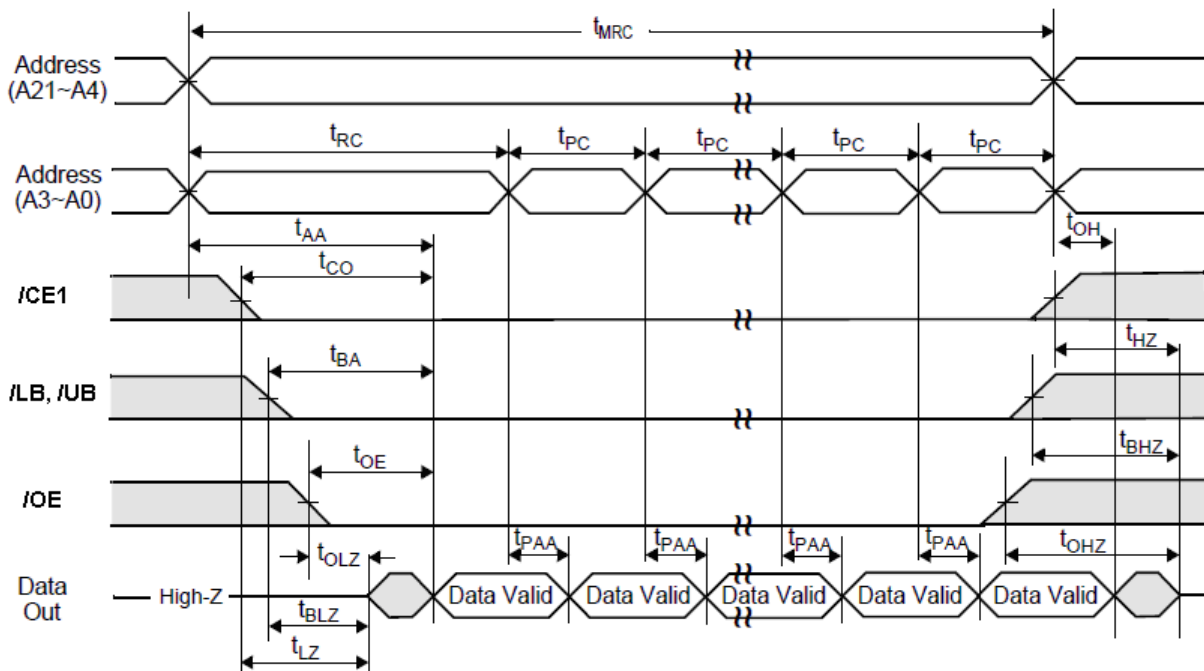 tMRC
Address
(A21~A4)
tRC tPC tPC tPC tPC
Address
(A3~A0)
tAA tOH
tCO
/CE1
tBA tHZ
/LB, /UB
tOE tBHZ
/OE
tOLZ tPAA tPAA tPAA tPAA tOHZ
Data
Out
High-Z Data Valid Data Valid Data Valid Data Valid Data Valid
tBLZ
tLZ